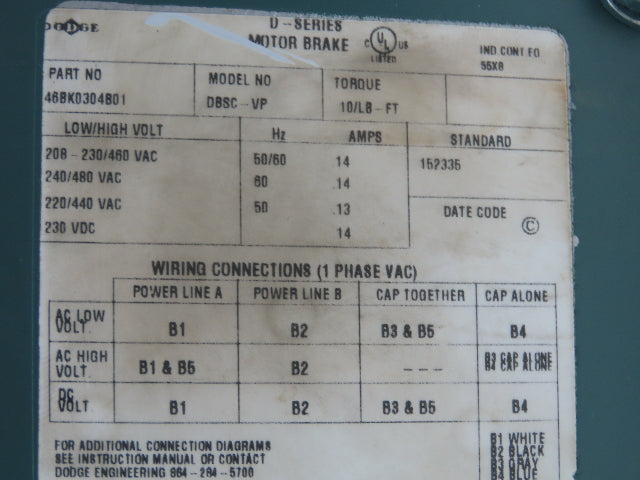 DODGE
D-SERIES
MOTOR BRAKE
C UL US
LISTED
IND. CONT EQ
55X8
PART NO
46BK0304B01
MODEL NO
DBSC-VP
TORQUE
10/LB-FT
LOW/HIGH VOLT Hz AMPS STANDARD
208 - 230/460 VAC 50/60 14
240/480 VAC 60 .14
220/440 VAC 50 .13
230 VDC 14
152335
DATE CODE ©
WIRING CONNECTIONS (1 PHASE VAC)
POWER LINE A POWER LINE B CAP TOGETHER CAP ALONE
AC LOW VOLT. B1 B2 B3 & B5 B4
AC HIGH VOLT. B1 & B5 B2 --- B3 CAP ALONE
B4 CAP ALONE
DC VOLT B1 B2 B3 & B5 B4
FOR ADDITIONAL CONNECTION DIAGRAMS
SEE INSTRUCTION MANUAL OR CONTACT
DODGE ENGINEERING 864-284-5700
B1 WHITE
B2 BLACK
B3 GRAY
B4 BLUE